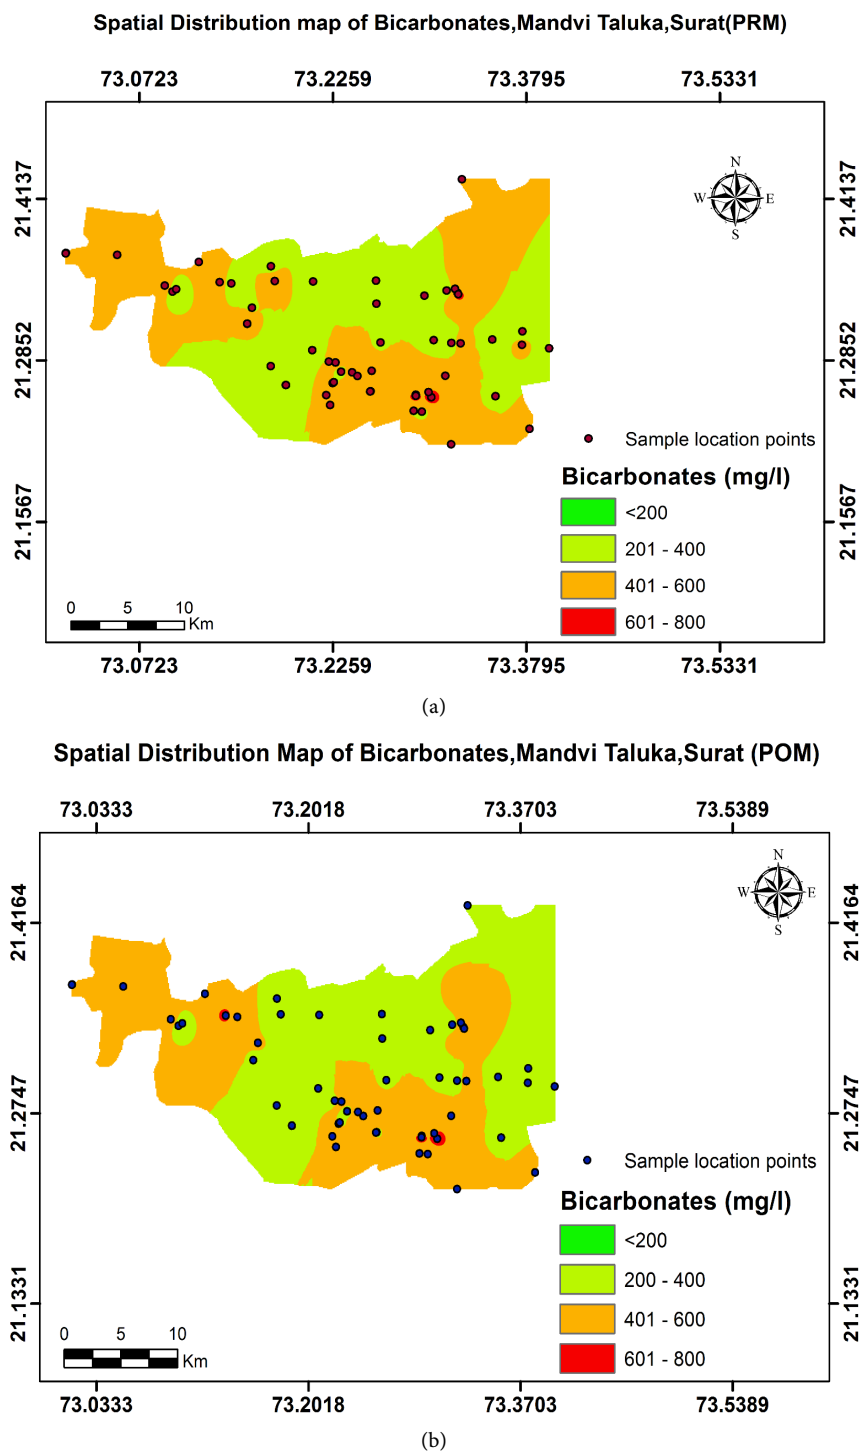 Spatial Distribution map of Bicarbonates,Mandvi Taluka,Surat(PRM)
73.0723 73.2259 73.3795 73.5331
21.4137 21.4137
N
W E
S
21.2852 21.2852
Sample location points
Bicarbonates (mg/l)
<200
21.1567 21.1567
201 - 400
401 - 600
0 5 10
Km
601 - 800
73.0723 73.2259 73.3795 73.5331
(a)
Spatial Distribution Map of Bicarbonates,Mandvi Taluka,Surat (POM)
73.0333 73.2018 73.3703 73.5389
N
W E
S
21.4164 21.4164
21.2747 21.2747
Sample location points
Bicarbonates (mg/l)
<200
200 - 400
21.1331 21.1331
401 - 600
0 5 10
Km
601 - 800
73.0333 73.2018 73.3703 73.5389
(b)